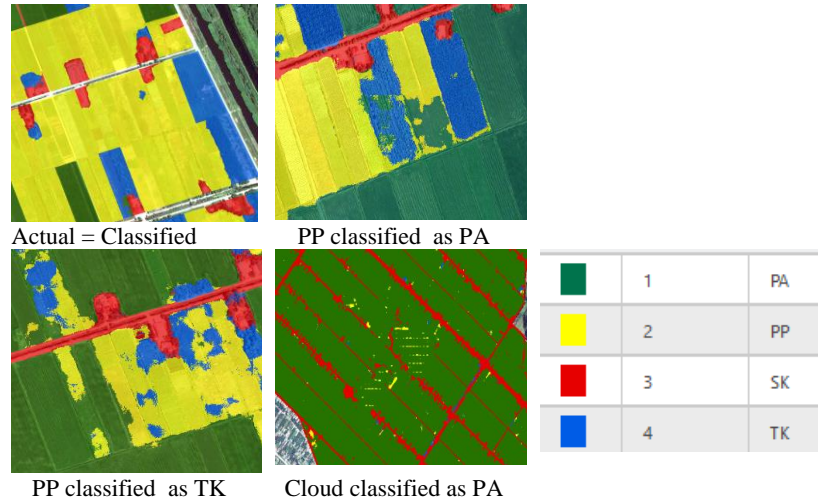 Actual = Classified
PP classified as PA
1 PA
2 PP
3 SK
4 TK
PP classified as TK
Cloud classified as PA